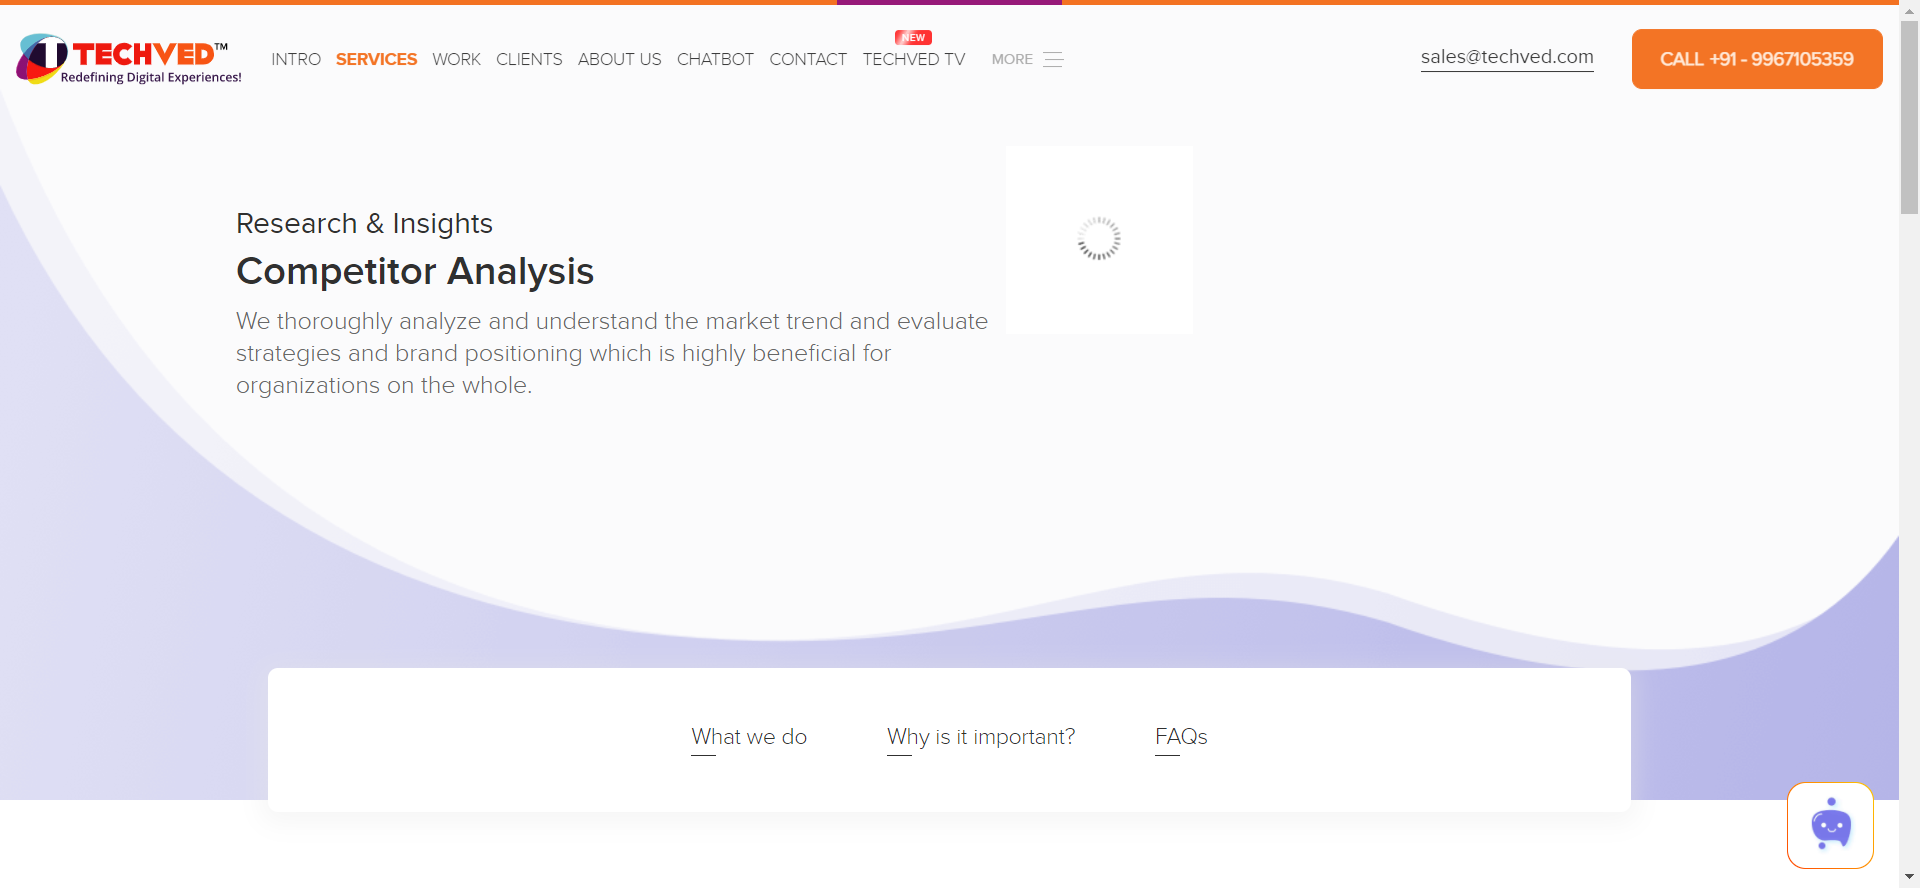 TECHVED™
Redefining Digital Experiences!
INTRO SERVICES WORK CLIENTS ABOUT US CHATBOT CONTACT TECHVED TV MORE
NEW
sales@techved.com
CALL +91 - 9967105359
Research & Insights
Competitor Analysis
We thoroughly analyze and understand the market trend and evaluate
strategies and brand positioning which is highly beneficial for
organizations on the whole.
What we do Why is it important? FAQs